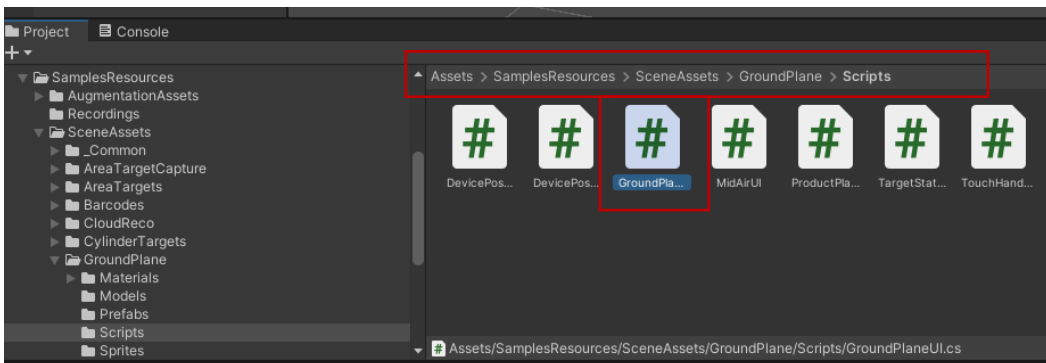 Project
Console
SamplesResources
AugmentationAssets
Recordings
SceneAssets
_Common
AreaTargetCapture
AreaTargets
Barcodes
CloudReco
CylinderTargets
GroundPlane
Materials
Models
Prefabs
Scripts
Sprites
Assets > SamplesResources > SceneAssets > GroundPlane > Scripts
# # # # # # #
DevicePos... DevicePos... GroundPla... MidAirUI ProductPla... TargetStat... TouchHand...
# Assets/SamplesResources/SceneAssets/GroundPlane/Scripts/GroundPlaneUI.cs